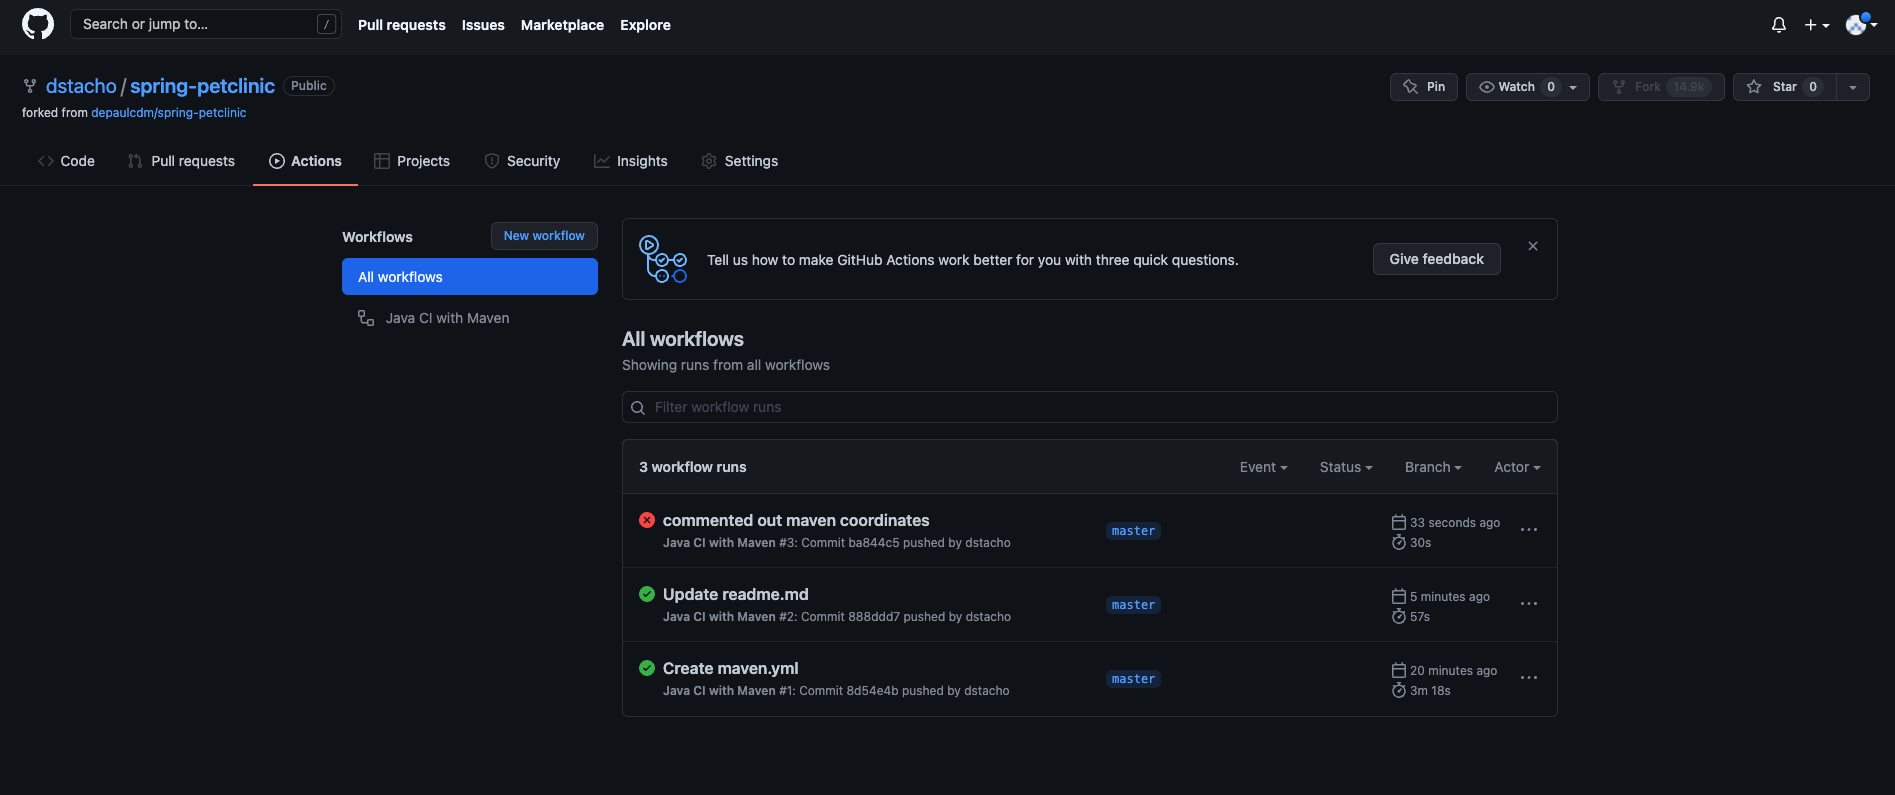 Search or jump to...
/
Pull requests
Issues
Marketplace
Explore
dstacho / spring-petclinic
Public
forked from depaulcdm/spring-petclinic
Pin
Watch 0
Fork 14.9k
Star 0
Code
Pull requests
Actions
Projects
Security
Insights
Settings
Workflows
New workflow
All workflows
Java CI with Maven
Tell us how to make GitHub Actions work better for you with three quick questions.
Give feedback
All workflows
Showing runs from all workflows
Filter workflow runs
3 workflow runs
Event
Status
Branch
Actor
commented out maven coordinates
Java CI with Maven #3: Commit ba844c5 pushed by dstacho
master
33 seconds ago
30s
Update readme.md
Java CI with Maven #2: Commit 888ddd7 pushed by dstacho
master
5 minutes ago
57s
Create maven.yml
Java CI with Maven #1: Commit 8d54e4b pushed by dstacho
master
20 minutes ago
3m 18s